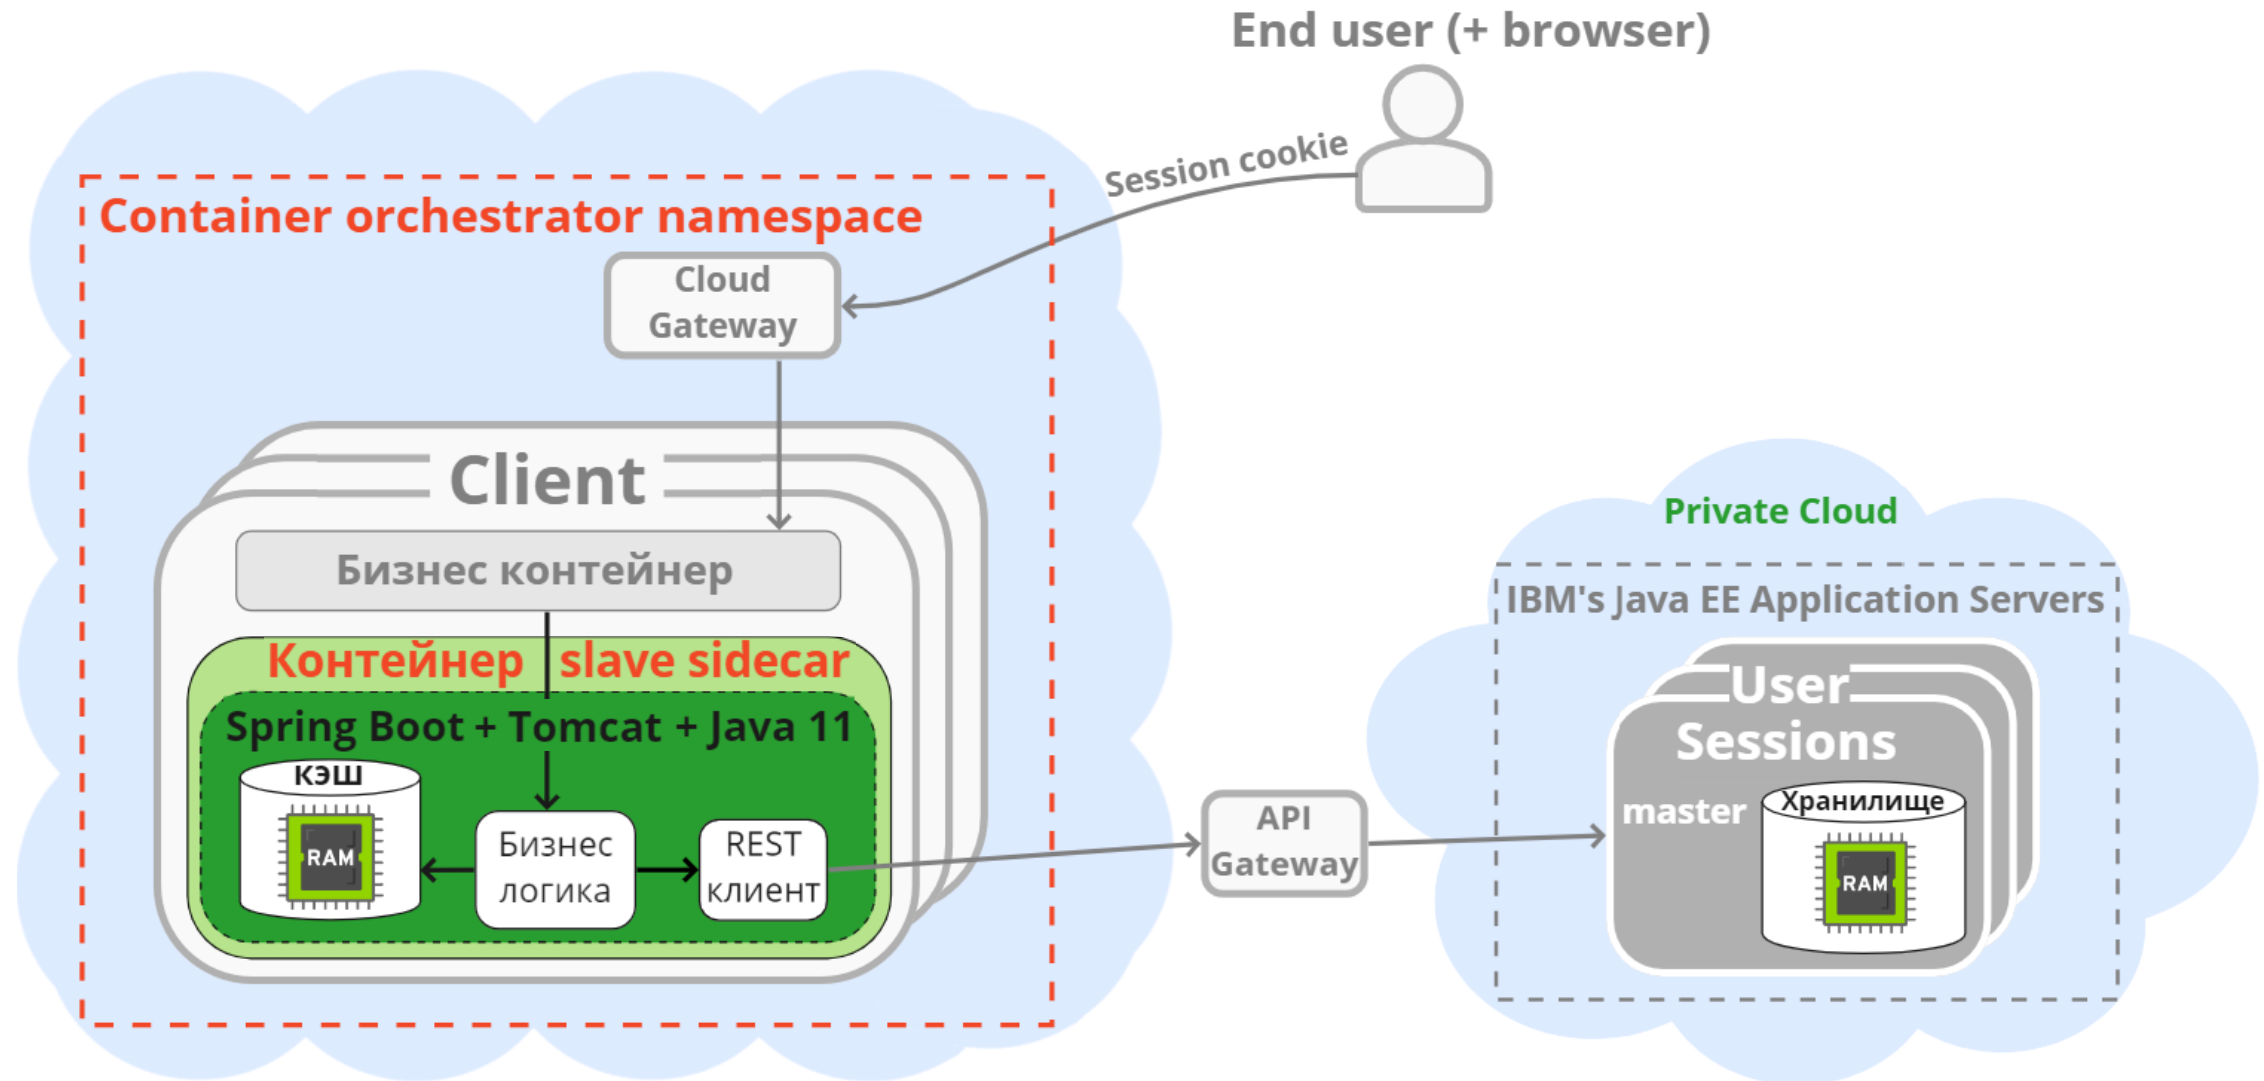 End user (+ browser)
Session cookie
Container orchestrator namespace
Cloud
Gateway
Client
Бизнес контейнер
Контейнер slave sidecar
Spring Boot + Tomcat + Java 11
кэш
RAM
Бизнес
логика
REST
клиент
API
Gateway
Private Cloud
IBM's Java EE Application Servers
User
Sessions
master
Хранилище
RAM